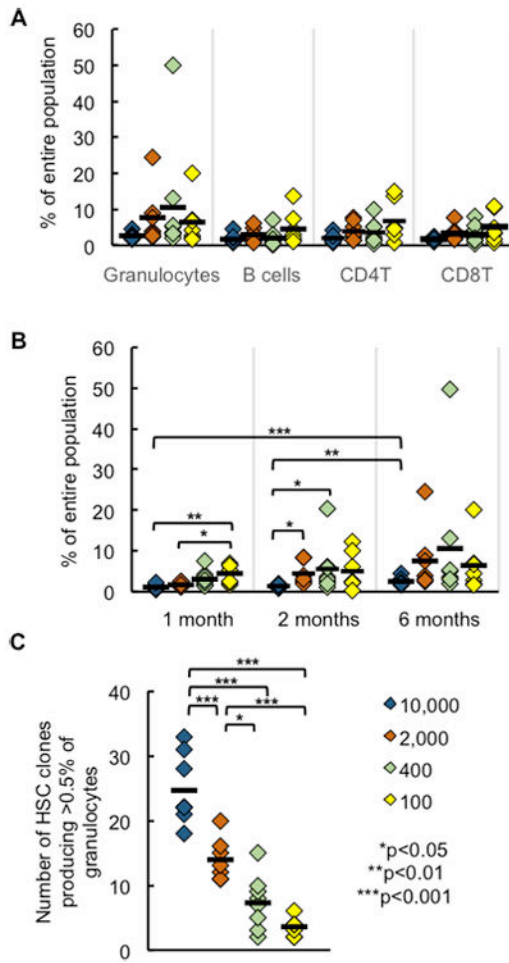 A
% of entire population
60
50
40
30
20
10
0
Granulocytes B cells CD4T CD8T
B
% of entire population
60
50
40
30
20
10
0
***
**
**
*
*
*
1 month 2 months 6 months
C
Number of HSC clones
producing >0.5% of
granulocytes
40
30
20
10
0
***
***
*** ***
*
10,000
2,000
400
100
*p<0.05
**p<0.01
***p<0.001